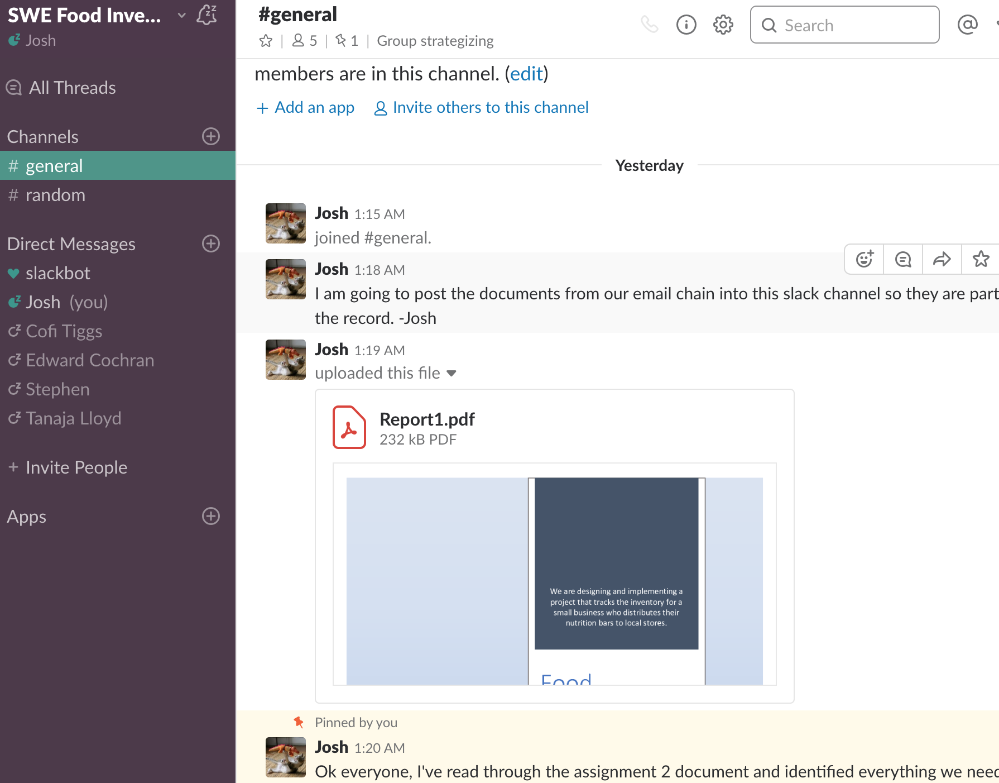 SWE Food Inve...
Josh
All Threads
Channels
# general
# random
Direct Messages
slackbot
Josh (you)
Cofi Tiggs
Edward Cochran
Stephen
Tanaja Lloyd
+ Invite People
Apps
#general
5 | 1 | Group strategizing
Search
members are in this channel. (edit)
+ Add an app Invite others to this channel
Yesterday
Josh 1:15 AM
joined #general.
Josh 1:18 AM
I am going to post the documents from our email chain into this slack channel so they are part
the record. -Josh
Josh 1:19 AM
uploaded this file
Report1.pdf
232 kB PDF
We are designing and implementing a
project that tracks the inventory for a
small business who distributes their
nutrition bars to local stores.
Food
Pinned by you
Josh 1:20 AM
Ok everyone, I've read through the assignment 2 document and identified everything we need